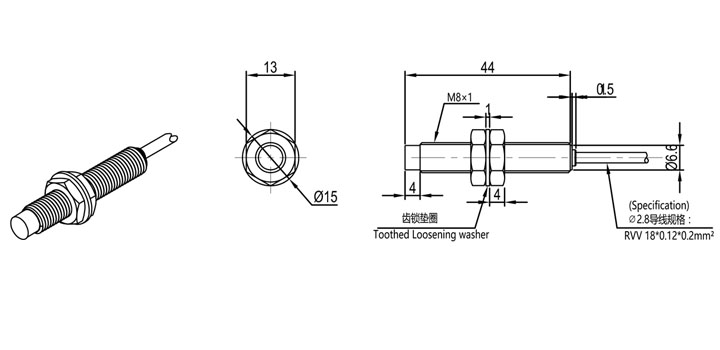 13
44
0.5
M8×1
1
Ø6.6
Ø15
4
4
齿锁垫圈
Toothed Loosening washer
(Specification)
Ø2.8导线规格：
RVV 18*0.12*0.2mm²